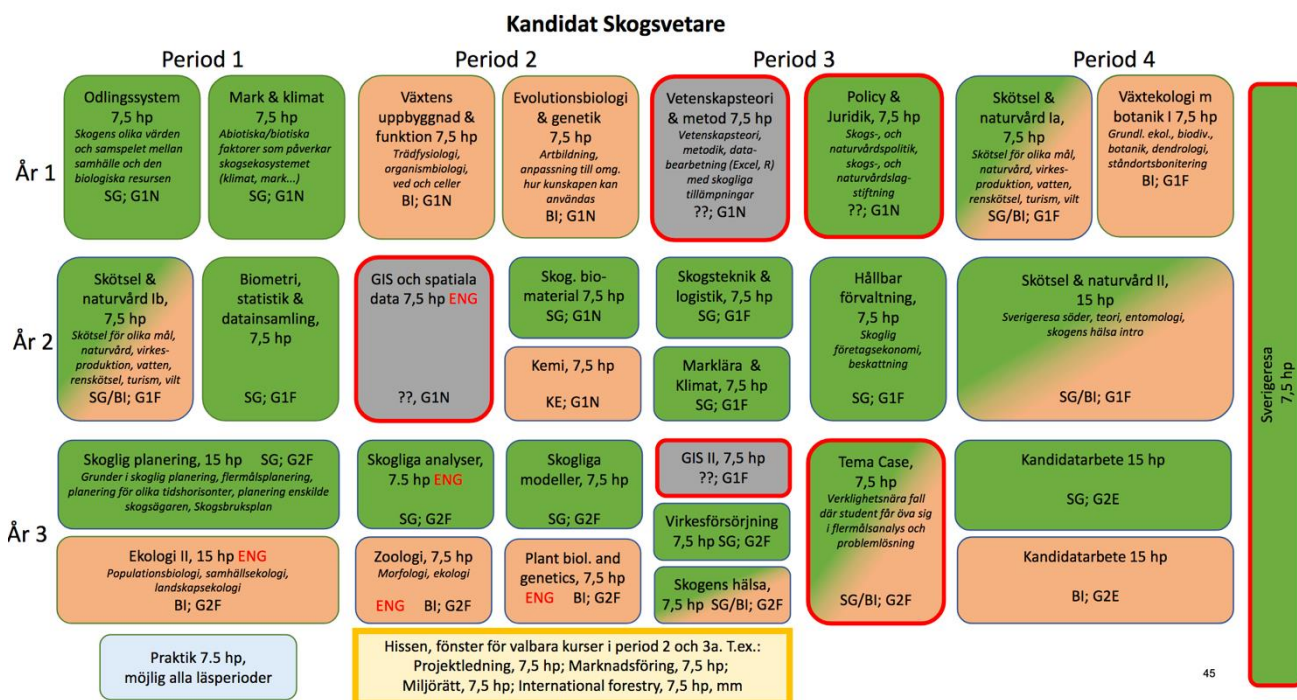 Kandidat Skogsvetare
Period 1
Period 2
Period 3
Period 4
År 1
Odlingssystem
7,5 hp
Skogens olika värden
och samspelet mellan
samhälle och den
biologiska resursen
SG; G1N
Mark & klimat
7,5 hp
Abiotiska/biotiska
faktorer som påverkar
skogsekosystemet
(klimat, mark...)
SG; G1N
Växtens
uppbyggnad &
funktion 7,5 hp
Trädfysiologi,
organismbiologi,
ved och celler
BI; G1N
Evolutionsbiologi
& genetik
7,5 hp
Artbildning,
anpassning till omg.
hur kunskapen kan
användas
BI; G1N
Vetenskapsteori
& metod 7,5 hp
Vetenskapsteori,
metodik, data-
bearbetning (Excel, R)
med skogliga
tillämpningar
??; G1N
Policy &
Juridik, 7,5 hp
Skogs-, och
naturvårdspolitik,
skogs-, och
naturvårdslag-
stiftning
??; G1N
Skötsel &
naturvård Ia,
7,5 hp
Skötsel för olika mål,
naturvård, virkes-
produktion, vatten,
renskötsel, turism, vilt
SG/BI; G1F
Växtekologi m
botanik I 7,5 hp
Grundl. ekol., biodiv.,
botanik, dendrologi,
ståndortsbonitering
BI; G1F
År 2
Skötsel &
naturvård Ib,
7,5 hp
Skötsel för olika mål,
naturvård, virkes-
produktion, vatten,
renskötsel, turism, vilt
SG/BI; G1F
Biometri,
statistik &
datainsamling,
7,5 hp
SG; G1F
GIS och spatiala
data 7,5 hp ENG
??, G1N
Skog. bio-
material 7,5 hp
SG; G1N
Kemi, 7,5 hp
KE; G1N
Skogsteknik &
logistik, 7,5 hp
SG; G1F
Marklära &
Klimat, 7,5 hp
SG; G1F
Hållbar
förvaltning,
7,5 hp
Skoglig
företagsekonomi,
beskattning
SG; G1F
Skötsel & naturvård II,
15 hp
Sverigeresa söder, teori, entomologi,
skogens hälsa intro
SG/BI; G1F
År 3
Skoglig planering, 15 hp SG; G2F
Grunder i skoglig planering, flermålsplanering,
planering för olika tidshorisonter, planering enskilde
skogsägaren, Skogsbruksplan
Ekologi II, 15 hp ENG
Populationsbiologi, samhällsekologi,
landskapsekologi
BI; G2F
Skogliga analyser,
7.5 hp ENG
SG; G2F
Skogliga
modeller, 7,5 hp
SG; G2F
Zoologi, 7,5 hp
Morfologi, ekologi
ENG BI; G2F
Plant biol. and
genetics, 7,5 hp
ENG BI; G2F
GIS II, 7,5 hp
??; G1F
Virkesförsörjning
7,5 hp SG; G2F
Skogens hälsa,
7,5 hp SG/BI; G2F
Tema Case,
7,5 hp
Verklighetsnära fall
där student får öva sig
i flermålsanalys och
problemlösning
SG/BI; G2F
Kandidatarbete 15 hp
SG; G2E
Kandidatarbete 15 hp
BI; G2E
Sverigeresa
7,5 hp
Praktik 7.5 hp,
möjlig alla läsperioder
Hissen, fönster för valbara kurser i period 2 och 3a. T.ex.:
Projektledning, 7,5 hp; Marknadsföring, 7,5 hp;
Miljörätt, 7,5 hp; International forestry, 7,5 hp, mm
45